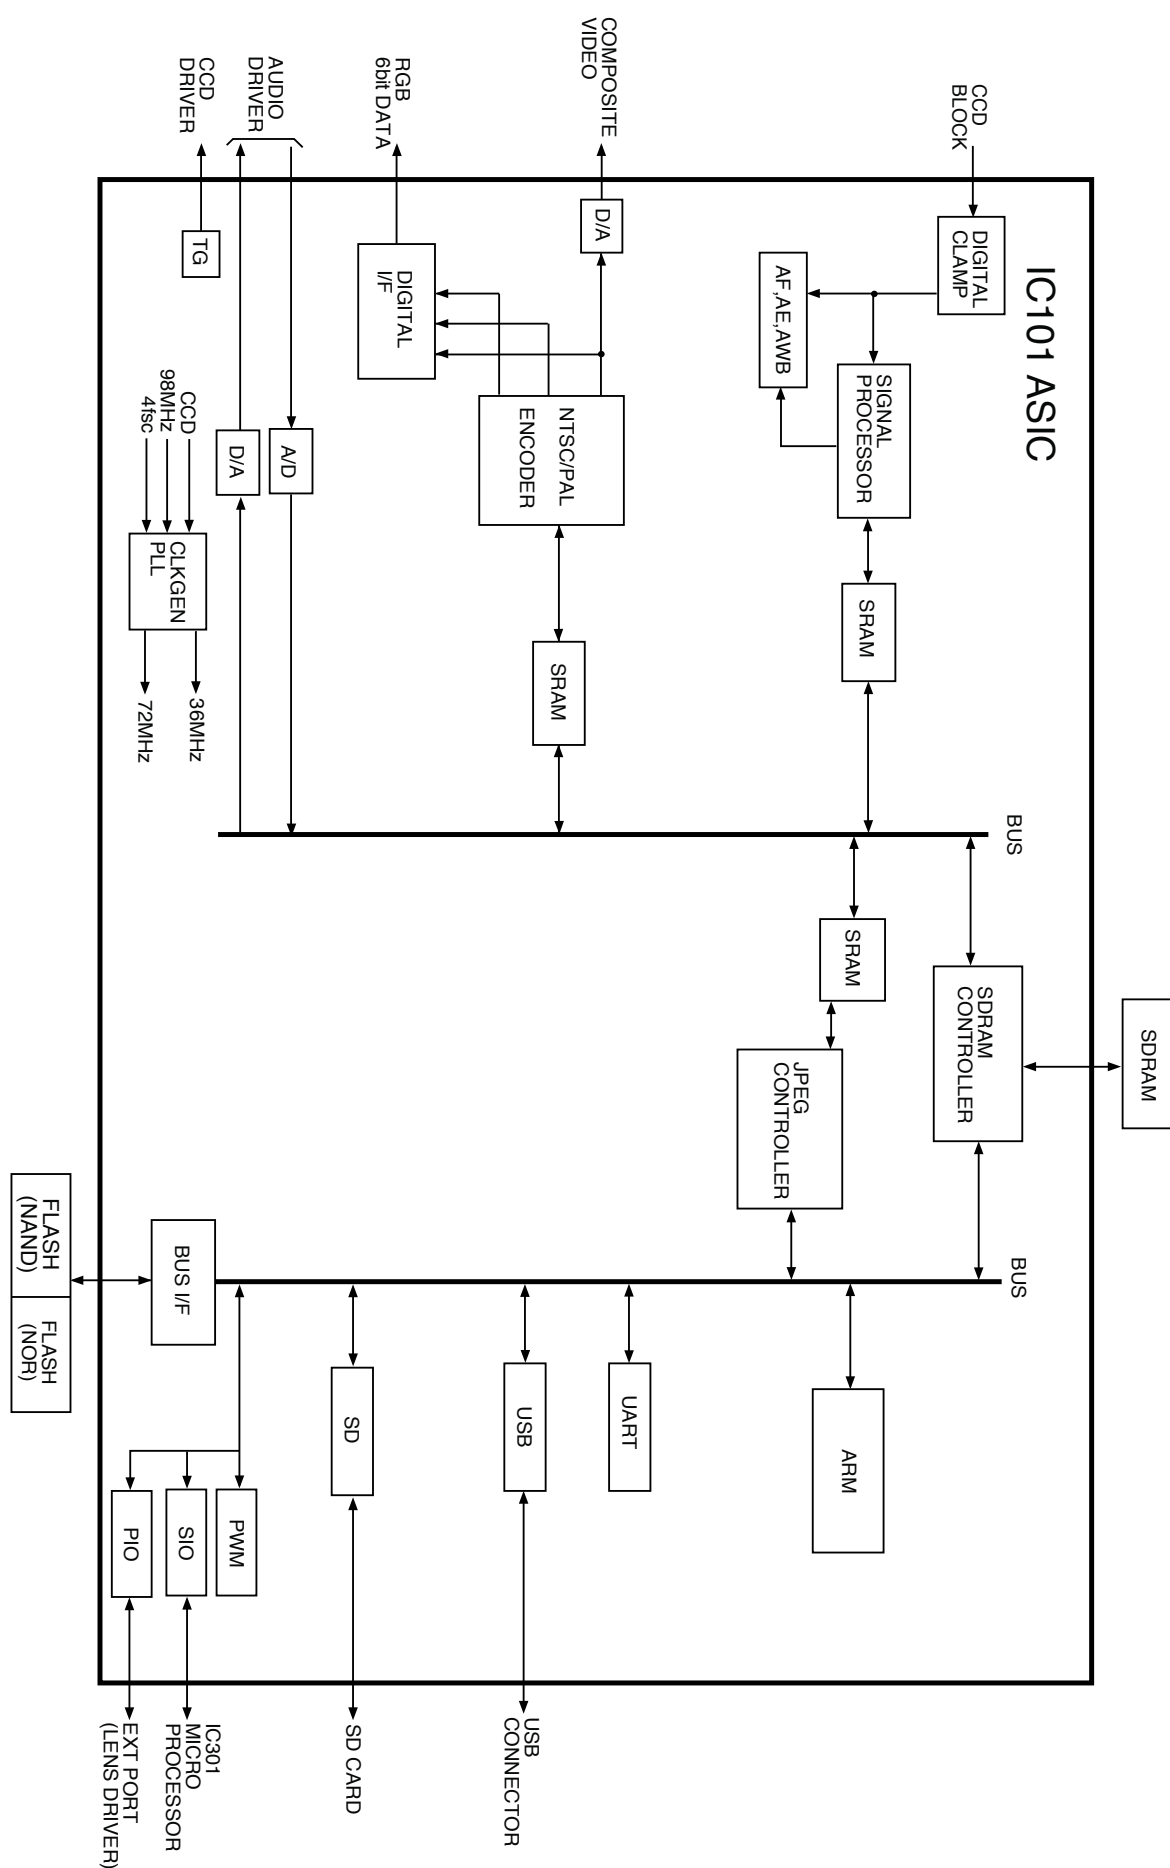 IC101 ASIC
CCD
BLOCK
DIGITAL
CLAMP
AF,AE,AWB
SIGNAL
PROCESSOR
SRAM
BUS
SDRAM
SDRAM
CONTROLLER
SRAM
JPEG
CONTROLLER
BUS
ARM
COMPOSITE
VIDEO
D/A
RGB
6bit DATA
DIGITAL
I/F
NTSC/PAL
ENCODER
SRAM
UART
USB
USB
CONNECTOR
SD
SD CARD
AUDIO
DRIVER
A/D
D/A
CCD
DRIVER
TG
CCD
98MHz
4fsc
CLKGEN
PLL
36MHz
72MHz
BUS I/F
FLASH
(NAND)
FLASH
(NOR)
PWM
SIO
PIO
IC301
MICRO
PROCESSOR
EXT PORT
(LENS DRIVER)